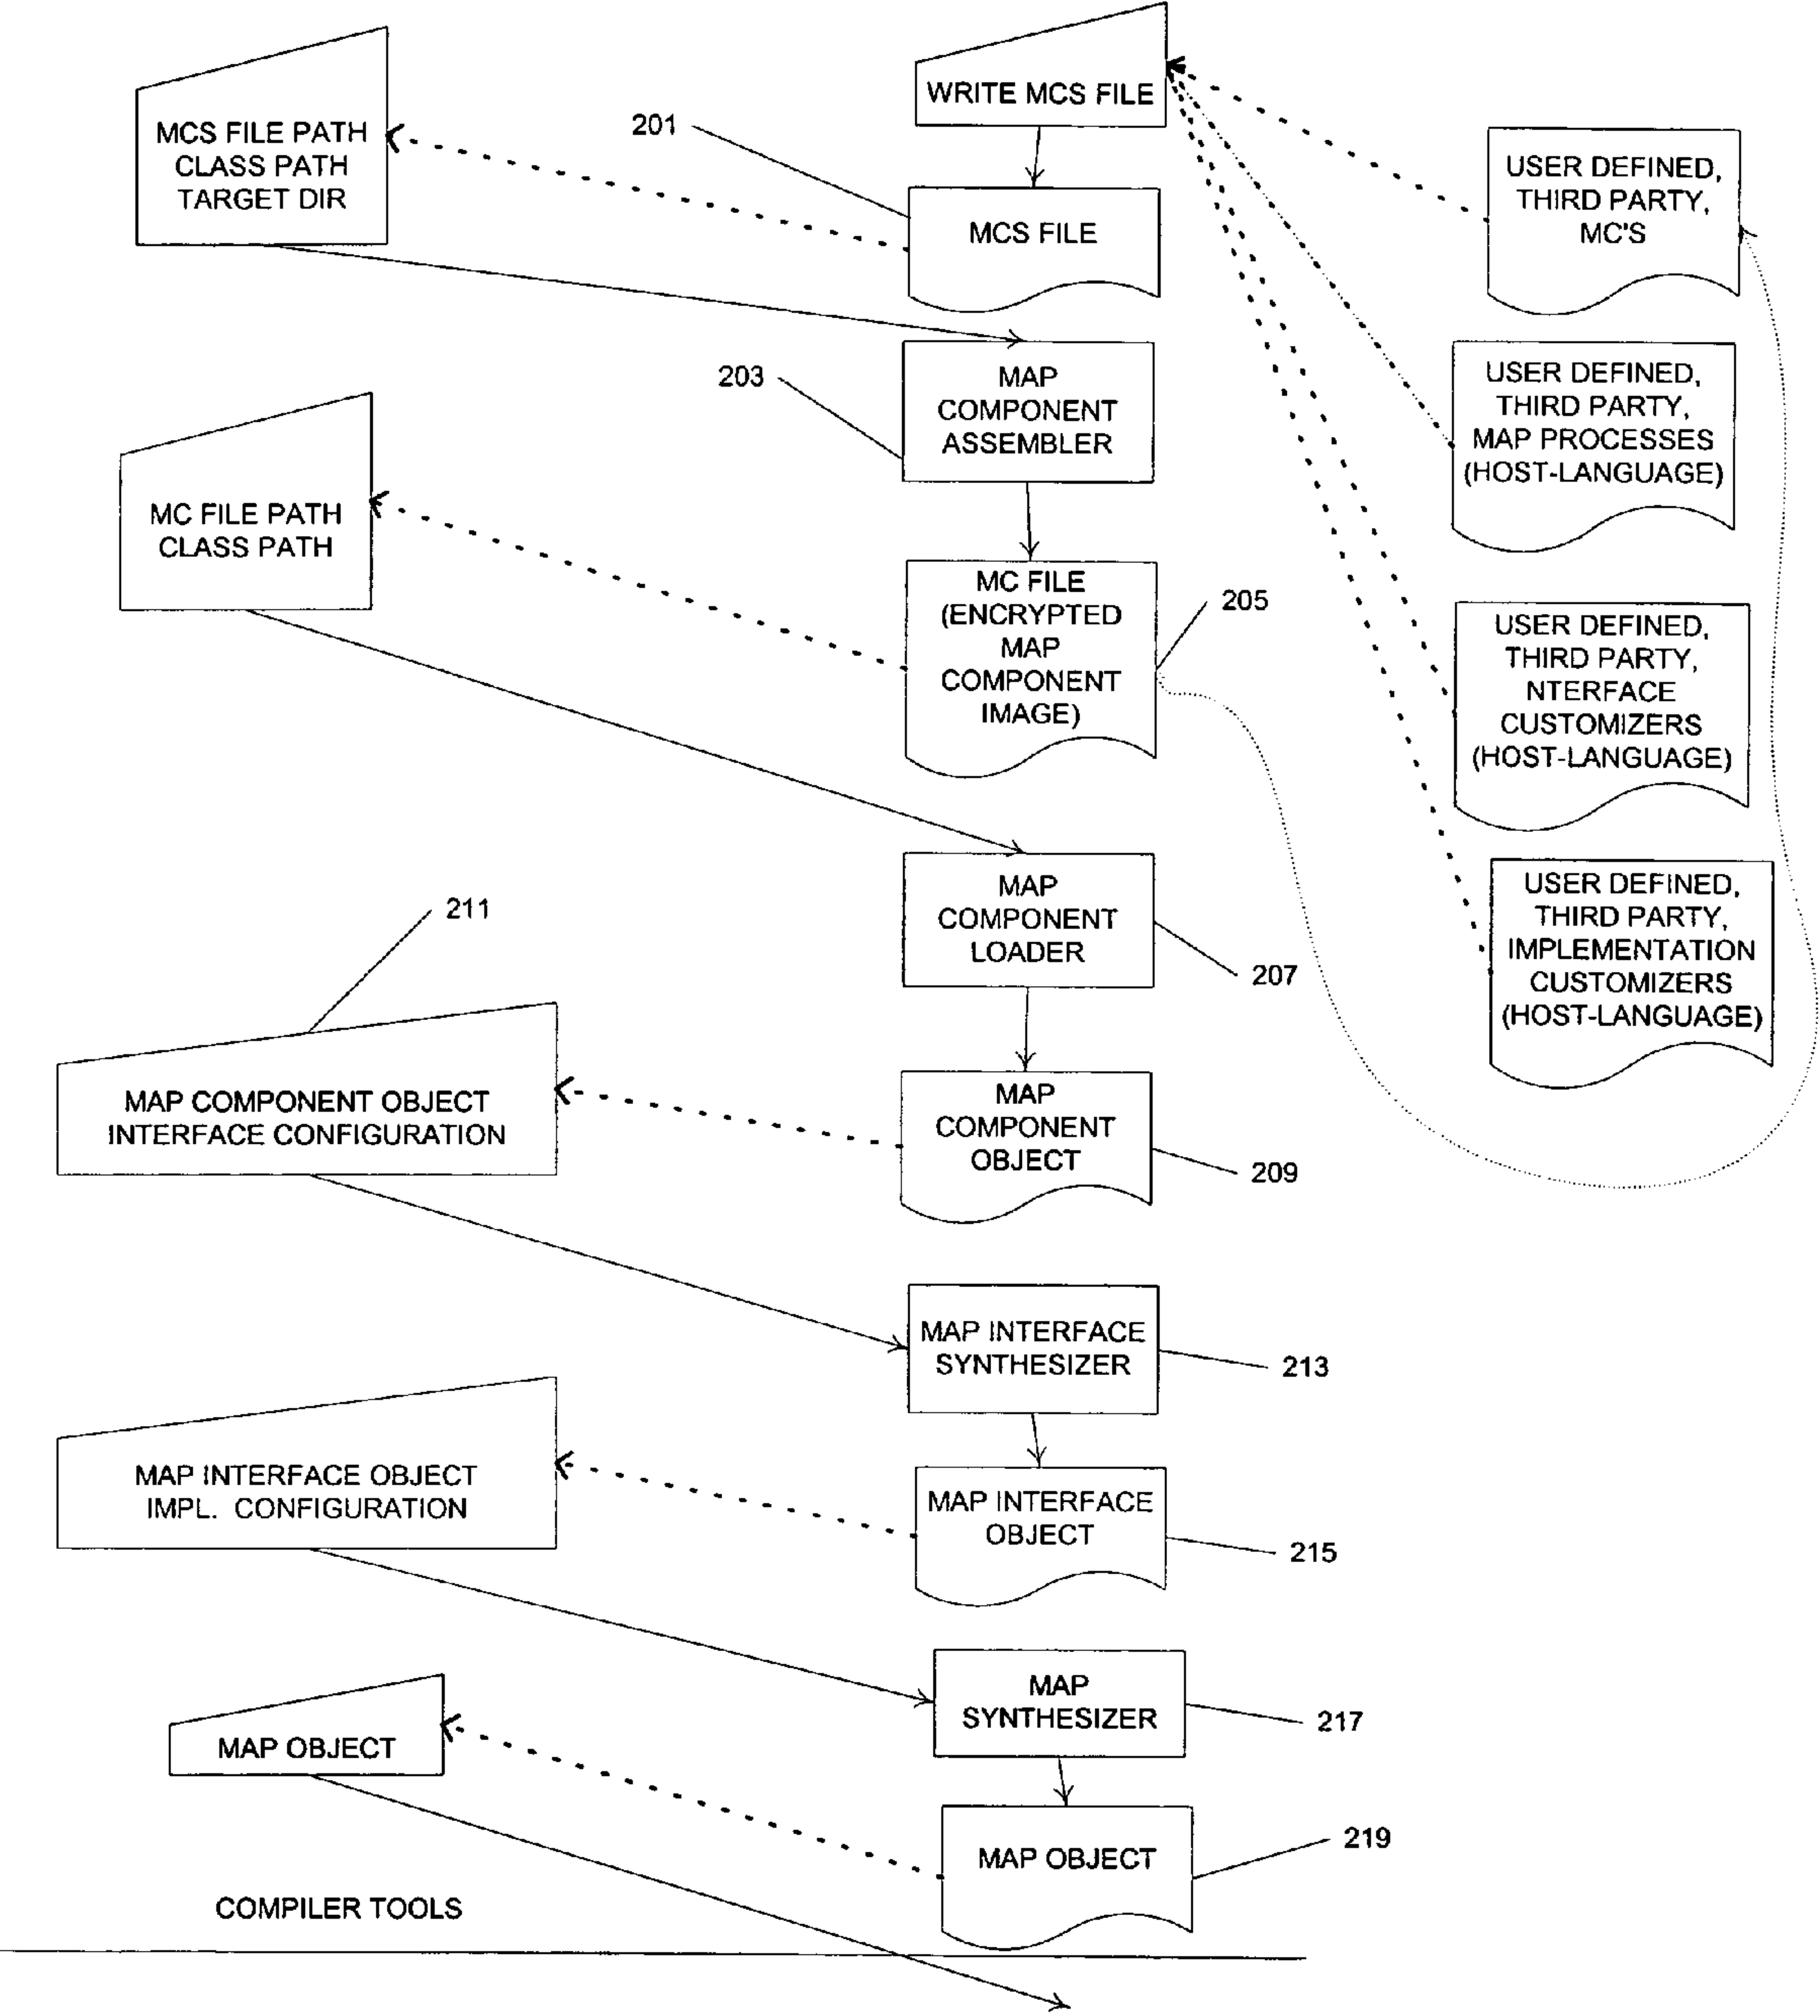 WRITE MCS FILE
MCS FILE PATH
CLASS PATH
TARGET DIR
201
MCS FILE
USER DEFINED,
THIRD PARTY,
MC'S
203
MAP
COMPONENT
ASSEMBLER
USER DEFINED,
THIRD PARTY,
MAP PROCESSES
(HOST-LANGUAGE)
MC FILE PATH
CLASS PATH
MC FILE
(ENCRYPTED
MAP
COMPONENT
IMAGE)
205
USER DEFINED,
THIRD PARTY,
NTERFACE
CUSTOMIZERS
(HOST-LANGUAGE)
MAP
COMPONENT
LOADER
207
USER DEFINED,
THIRD PARTY,
IMPLEMENTATION
CUSTOMIZERS
(HOST-LANGUAGE)
211
MAP COMPONENT OBJECT
INTERFACE CONFIGURATION
MAP
COMPONENT
OBJECT
209
MAP INTERFACE
SYNTHESIZER
213
MAP INTERFACE OBJECT
IMPL. CONFIGURATION
MAP INTERFACE
OBJECT
215
MAP
SYNTHESIZER
217
MAP OBJECT
MAP OBJECT
219
COMPILER TOOLS